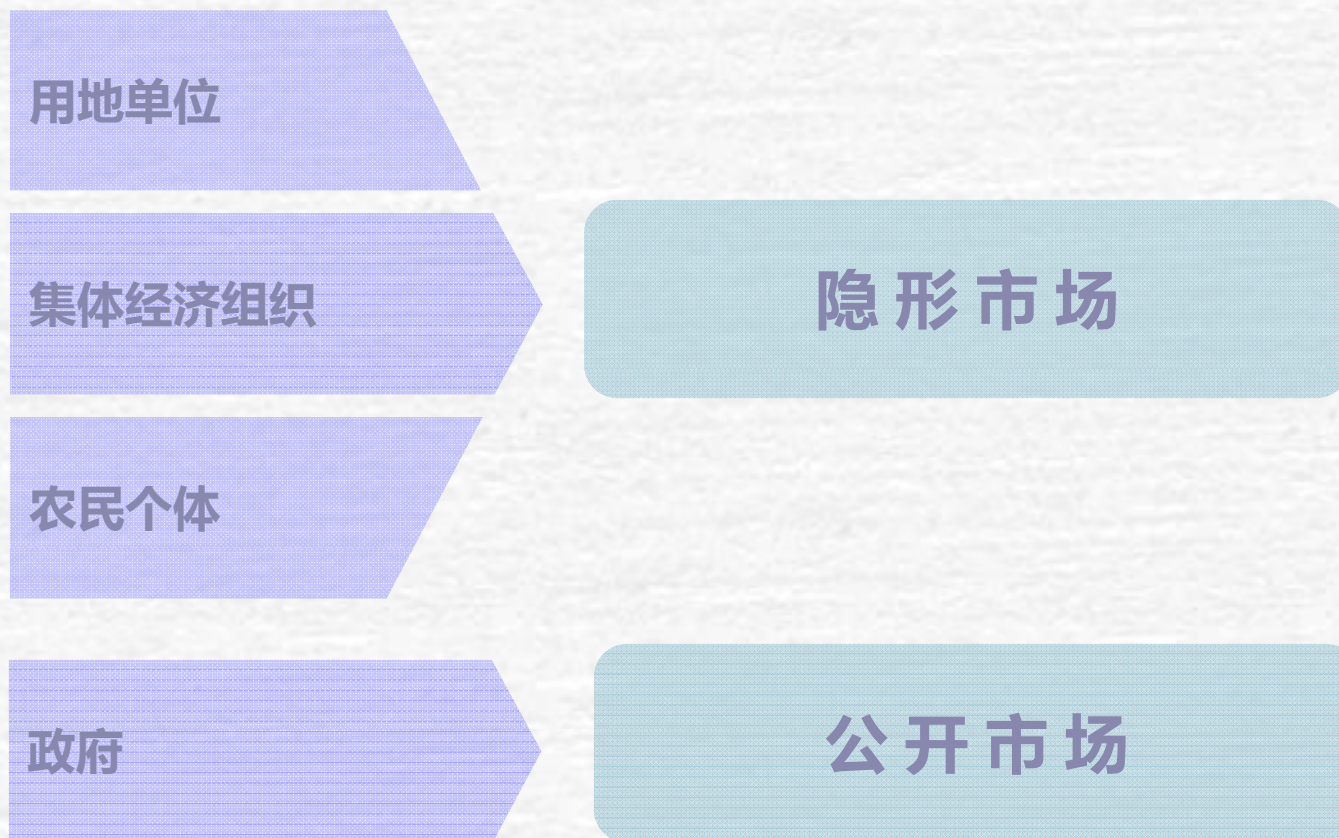 用地单位
集体经济组织
隐形市场
农民个体
政府
公开市场